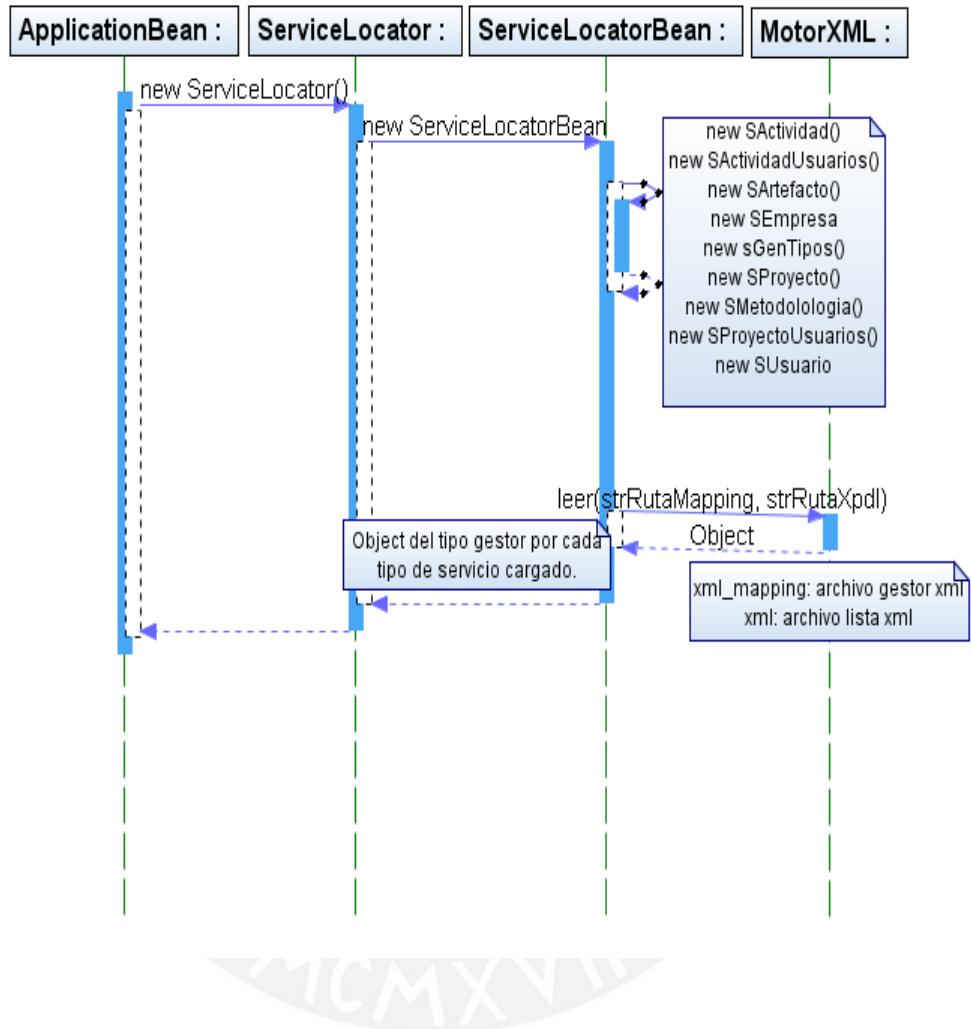 ApplicationBean :
ServiceLocator :
ServiceLocatorBean :
MotorXML :
new ServiceLocator()
new ServiceLocatorBean
new SActividad()
new SActividadUsuarios()
new SArtefacto()
new SEmpresa
new sGenTipos()
new SProyecto()
new SMetodolologia()
new SProyectoUsuarios()
new SUsuario
leer(strRutaMapping, strRutaXpdl)
Object
Object del tipo gestor por cada
tipo de servicio cargado.
xml_mapping: archivo gestor xml
xml: archivo lista xml
MCMXVII